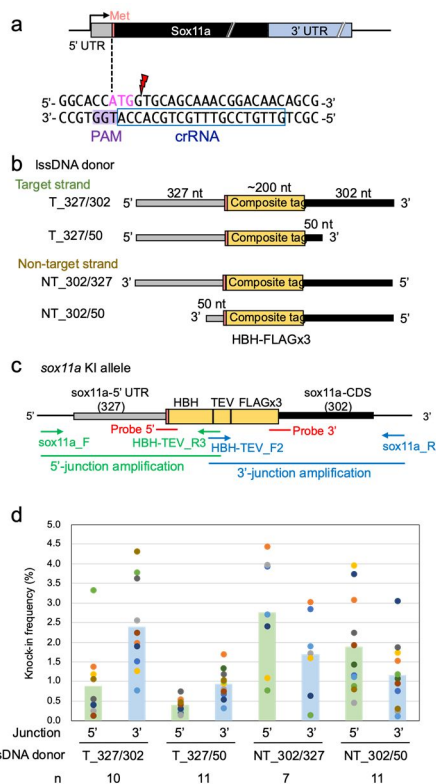 a
Met
Sox11a
3' UTR
5' UTR
5'- GGCACCATGGTGCAGCAAACGGACAACAGCG -3'
3'- CCGTGGTACCACGTCGTTTGCCTGTTGTCGC -5'
PAM crRNA
b
lssDNA donor
Target strand
327 nt ~200 nt 302 nt
T_327/302 5' Composite tag 3'
50 nt
T_327/50 5' Composite tag 3'
Non-target strand
NT_302/327 3' Composite tag 5'
50 nt
NT_302/50 3' Composite tag 5'
HBH-FLAGx3
c sox11a KI allele
sox11a-5' UTR (327) HBH TEV FLAGx3 sox11a-CDS (302)
5' 3'
Probe 5' Probe 3'
sox11a_F HBH-TEV_R3 HBH-TEV_F2 sox11a_R
5'-junction amplification 3'-junction amplification
d
Knock-in frequency (%)
5.0
4.5
4.0
3.5
3.0
2.5
2.0
1.5
1.0
0.5
0.0
Junction 5' 3' 5' 3' 5' 3' 5' 3'
sDNA donor T_327/302 T_327/50 NT_302/327 NT_302/50
n 10 11 7 11